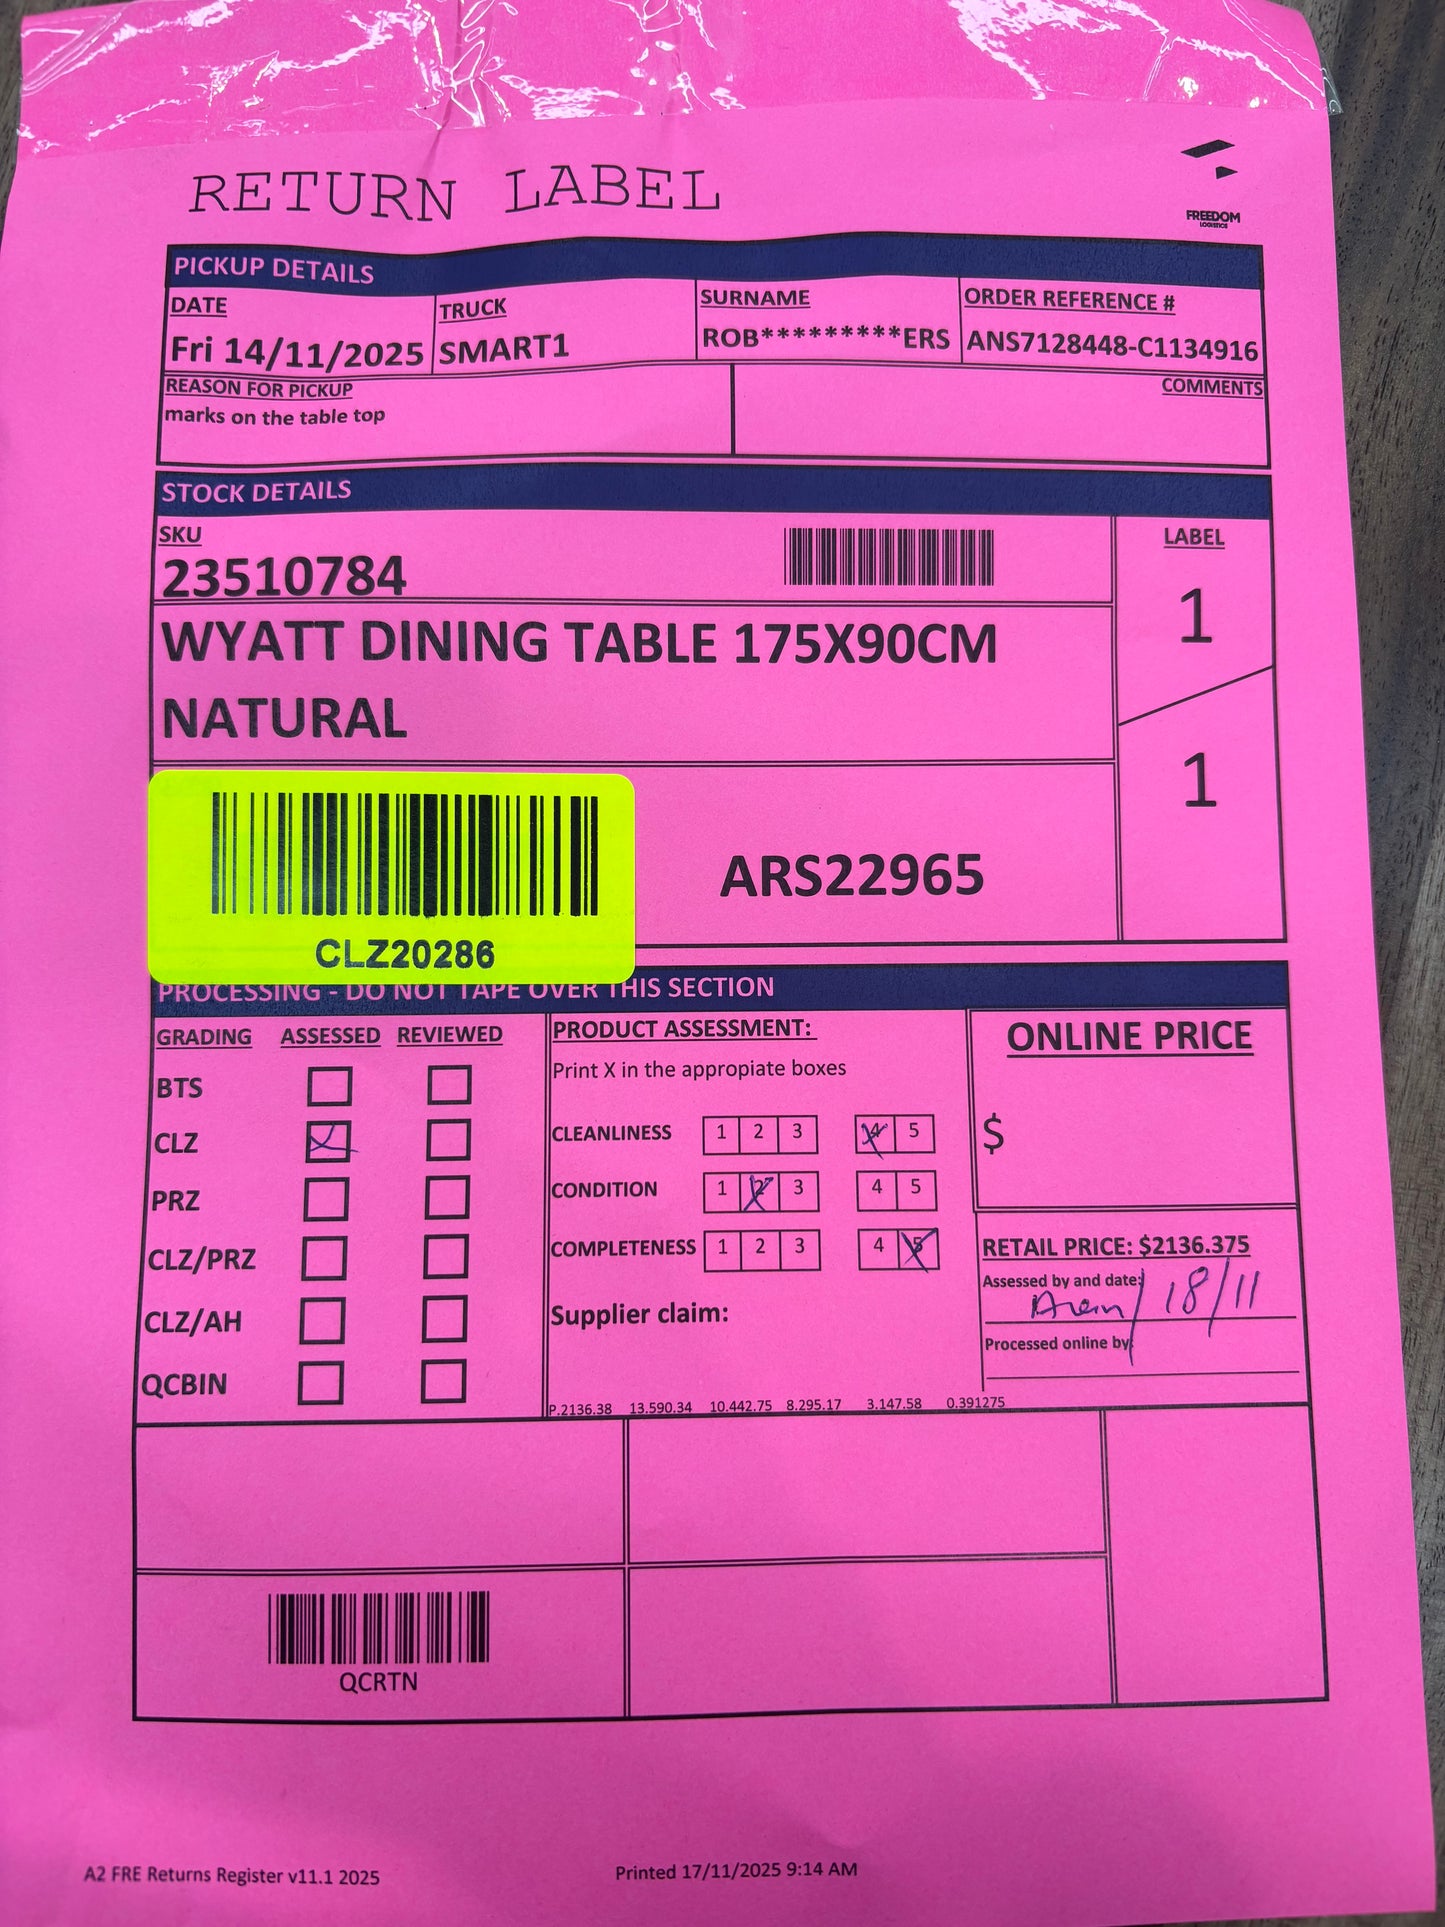 RETURN LABEL
FREEDOM
LOGISTICS
PICKUP DETAILS
DATE TRUCK SURNAME ORDER REFERENCE #
Fri 14/11/2025 SMART1 ROB*********ERS ANS7128448-C1134916
REASON FOR PICKUP COMMENTS
marks on the table top
STOCK DETAILS
SKU LABEL
23510784 1
WYATT DINING TABLE 175X90CM
NATURAL
1
ARS22965
CLZ20286
PROCESSING - DO NOT TAPE OVER THIS SECTION
GRADING ASSESSED REVIEWED
BTS
CLZ X
PRZ
CLZ/PRZ
CLZ/AH
QCBIN
PRODUCT ASSESSMENT:
Print X in the appropiate boxes
CLEANLINESS 1 2 3 4 5
CONDITION 1 2 3 4 5
COMPLETENESS 1 2 3 4 5
Supplier claim:
ONLINE PRICE
$
RETAIL PRICE: $2136.375
Assessed by and date:
18/11
Processed online by:
P.2136.38 13.590.34 10.442.75 8.295.17 3.147.58 0.391275
QCRTN
A2 FRE Returns Register v11.1 2025 Printed 17/11/2025 9:14 AM